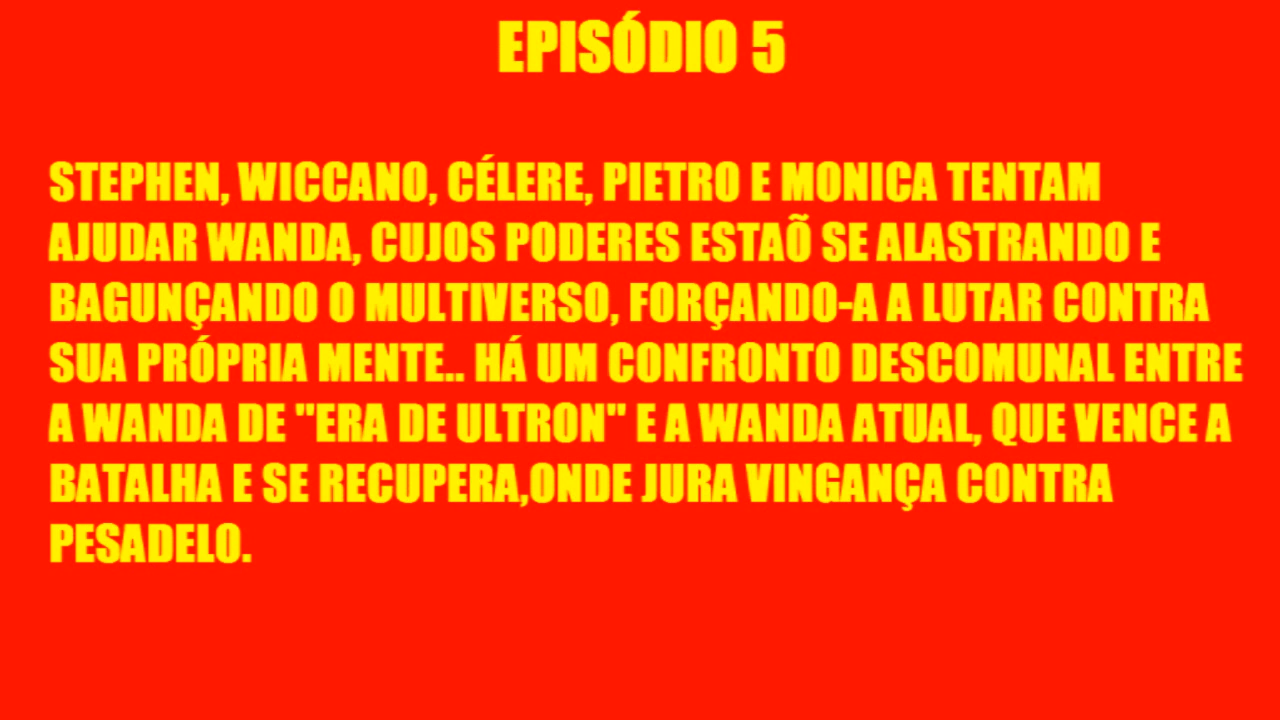 EPISÓDIO 5
STEPHEN, WICCANO, CÉLERE, PIETRO E MONICA TENTAM
AJUDAR WANDA, CUJOS PODERES ESTAÕ SE ALASTRANDO E
BAGUNÇANDO O MULTIVERSO, FORÇANDO-A A LUTAR CONTRA
SUA PRÓPRIA MENTE.. HÁ UM CONFRONTO DESCOMUNAL ENTRE
A WANDA DE "ERA DE ULTRON" E A WANDA ATUAL, QUE VENCE A
BATALHA E SE RECUPERA,ONDE JURA VINGANÇA CONTRA
PESADELO.